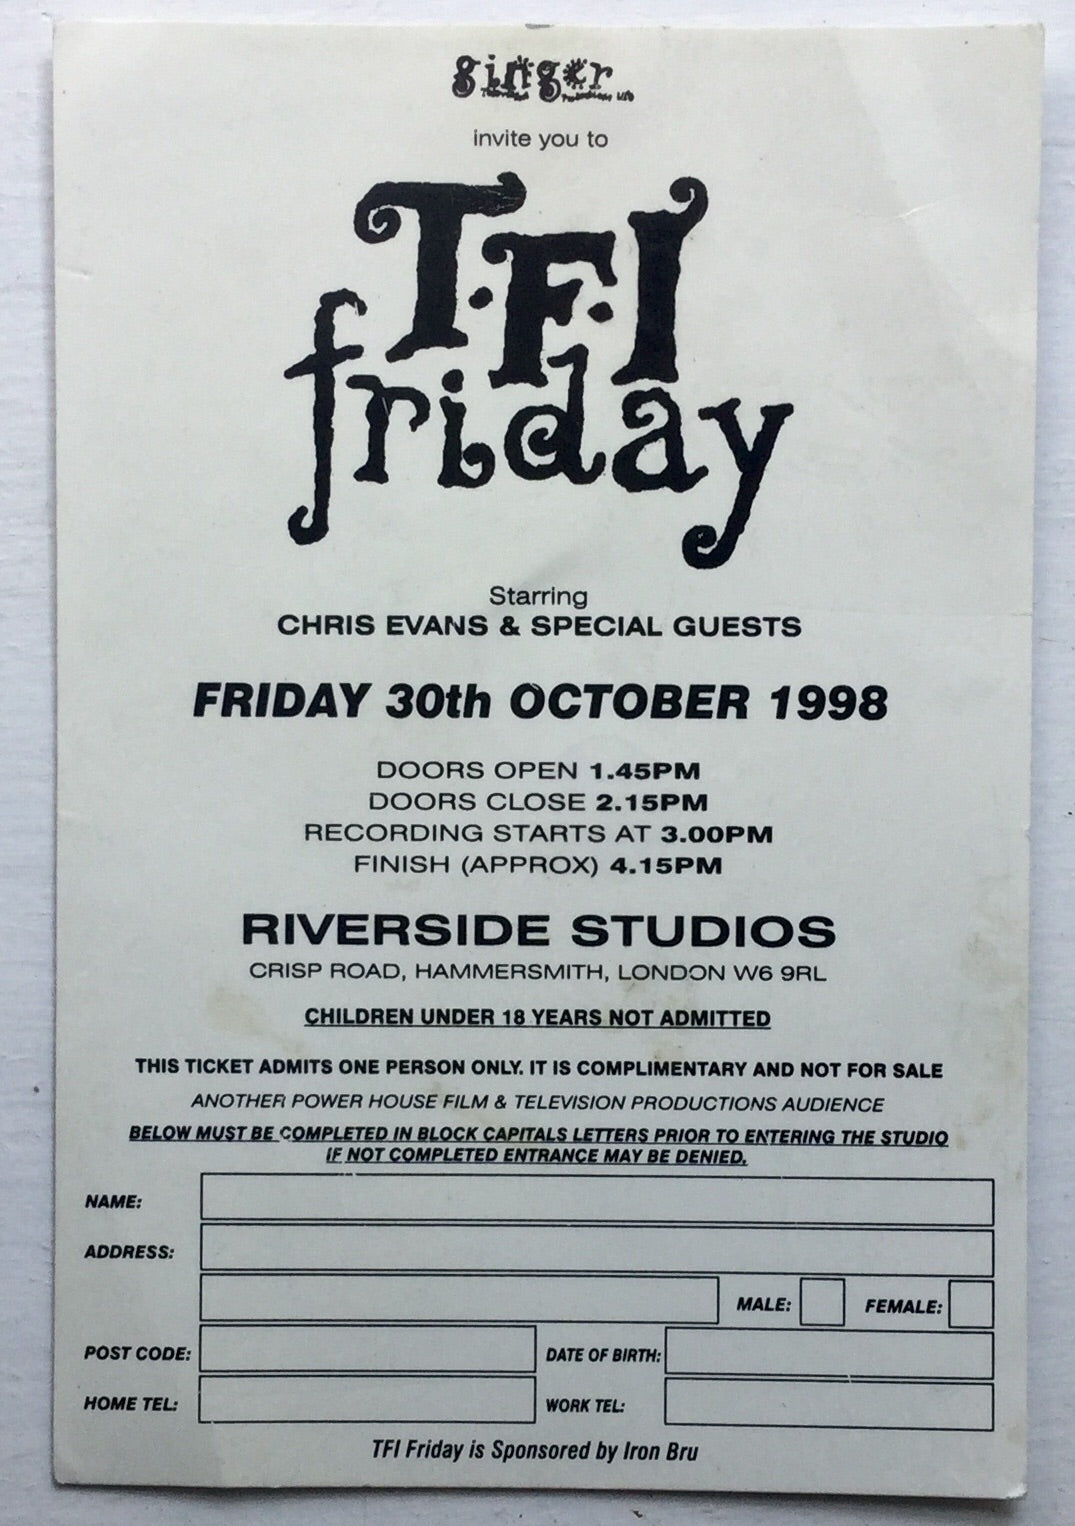 ginger
invite you to
T.F.I
friday
Starring
CHRIS EVANS & SPECIAL GUESTS
FRIDAY 30th OCTOBER 1998
DOORS OPEN 1.45PM
DOORS CLOSE 2.15PM
RECORDING STARTS AT 3.00PM
FINISH (APPROX) 4.15PM
RIVERSIDE STUDIOS
CRISP ROAD, HAMMERSMITH, LONDON W6 9RL
CHILDREN UNDER 18 YEARS NOT ADMITTED
THIS TICKET ADMITS ONE PERSON ONLY. IT IS COMPLIMENTARY AND NOT FOR SALE
ANOTHER POWER HOUSE FILM & TELEVISION PRODUCTIONS AUDIENCE
BELOW MUST BE COMPLETED IN BLOCK CAPITALS LETTERS PRIOR TO ENTERING THE STUDIO
IF NOT COMPLETED ENTRANCE MAY BE DENIED.
NAME:
ADDRESS:
MALE: FEMALE:
POST CODE: DATE OF BIRTH:
HOME TEL: WORK TEL:
TFI Friday is Sponsored by Iron Bru